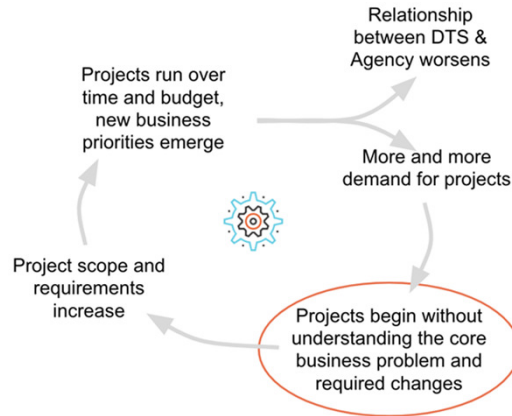 Relationship
between DTS &
Agency worsens
Projects run over
time and budget,
new business
priorities emerge
More and more
demand for projects
Project scope and
requirements
increase
Projects begin without
understanding the core
business problem and
required changes